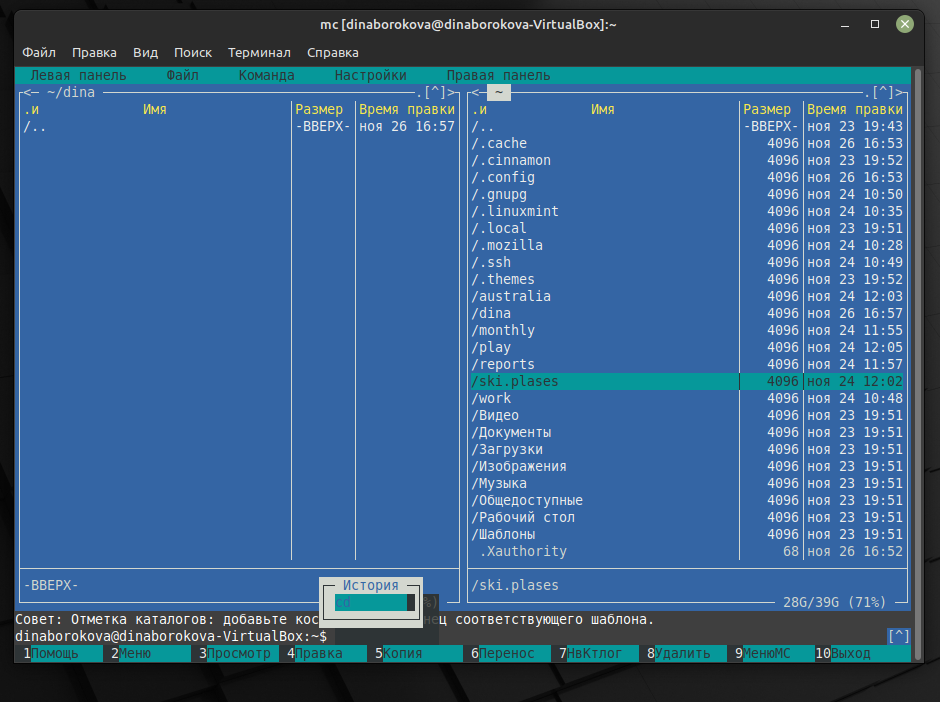 mc [dinaborokova@dinaborokova-VirtualBox]:~
Файл Правка Вид Поиск Терминал Справка
Левая панель Файл Команда Настройки Правая панель
<─ ~/dina .[^]>
.и Имя Размер Время правки
/.. -ВВЕРХ- ноя 26 16:57
-ВВЕРХ-
<─ ~ .[^]>
.и Имя Размер Время правки
/.. -ВВЕРХ- ноя 23 19:43
/.cache 4096 ноя 26 16:53
/.cinnamon 4096 ноя 23 19:52
/.config 4096 ноя 26 16:53
/.gnupg 4096 ноя 24 10:50
/.linuxmint 4096 ноя 24 10:35
/.local 4096 ноя 23 19:51
/.mozilla 4096 ноя 24 10:28
/.ssh 4096 ноя 24 10:49
/.themes 4096 ноя 23 19:52
/australia 4096 ноя 24 12:03
/dina 4096 ноя 26 16:57
/monthly 4096 ноя 24 11:55
/play 4096 ноя 24 12:05
/reports 4096 ноя 24 11:57
/ski.plases 4096 ноя 24 12:02
/work 4096 ноя 24 10:48
/Видео 4096 ноя 23 19:51
/Документы 4096 ноя 23 19:51
/Загрузки 4096 ноя 23 19:51
/Изображения 4096 ноя 23 19:51
/Музыка 4096 ноя 23 19:51
/Общедоступные 4096 ноя 23 19:51
/Рабочий стол 4096 ноя 23 19:51
/Шаблоны 4096 ноя 23 19:51
.Xauthority 68 ноя 26 16:52
/ski.plases
28G/39G (71%)
История
cd
%)
Совет: Отметка каталогов: добавьте кос нец соответствующего шаблона.
dinaborokova@dinaborokova-VirtualBox:~$ [^]
1Помощь 2Меню 3Просмотр 4Правка 5Копия 6Перенос 7НвКтлог 8Удалить 9МенюМС 10Выход